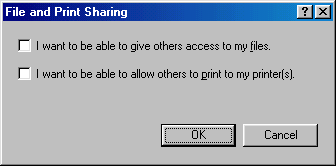 File and Print Sharing
I want to be able to give others access to my files.
I want to be able to allow others to print to my printer(s).
OK
Cancel